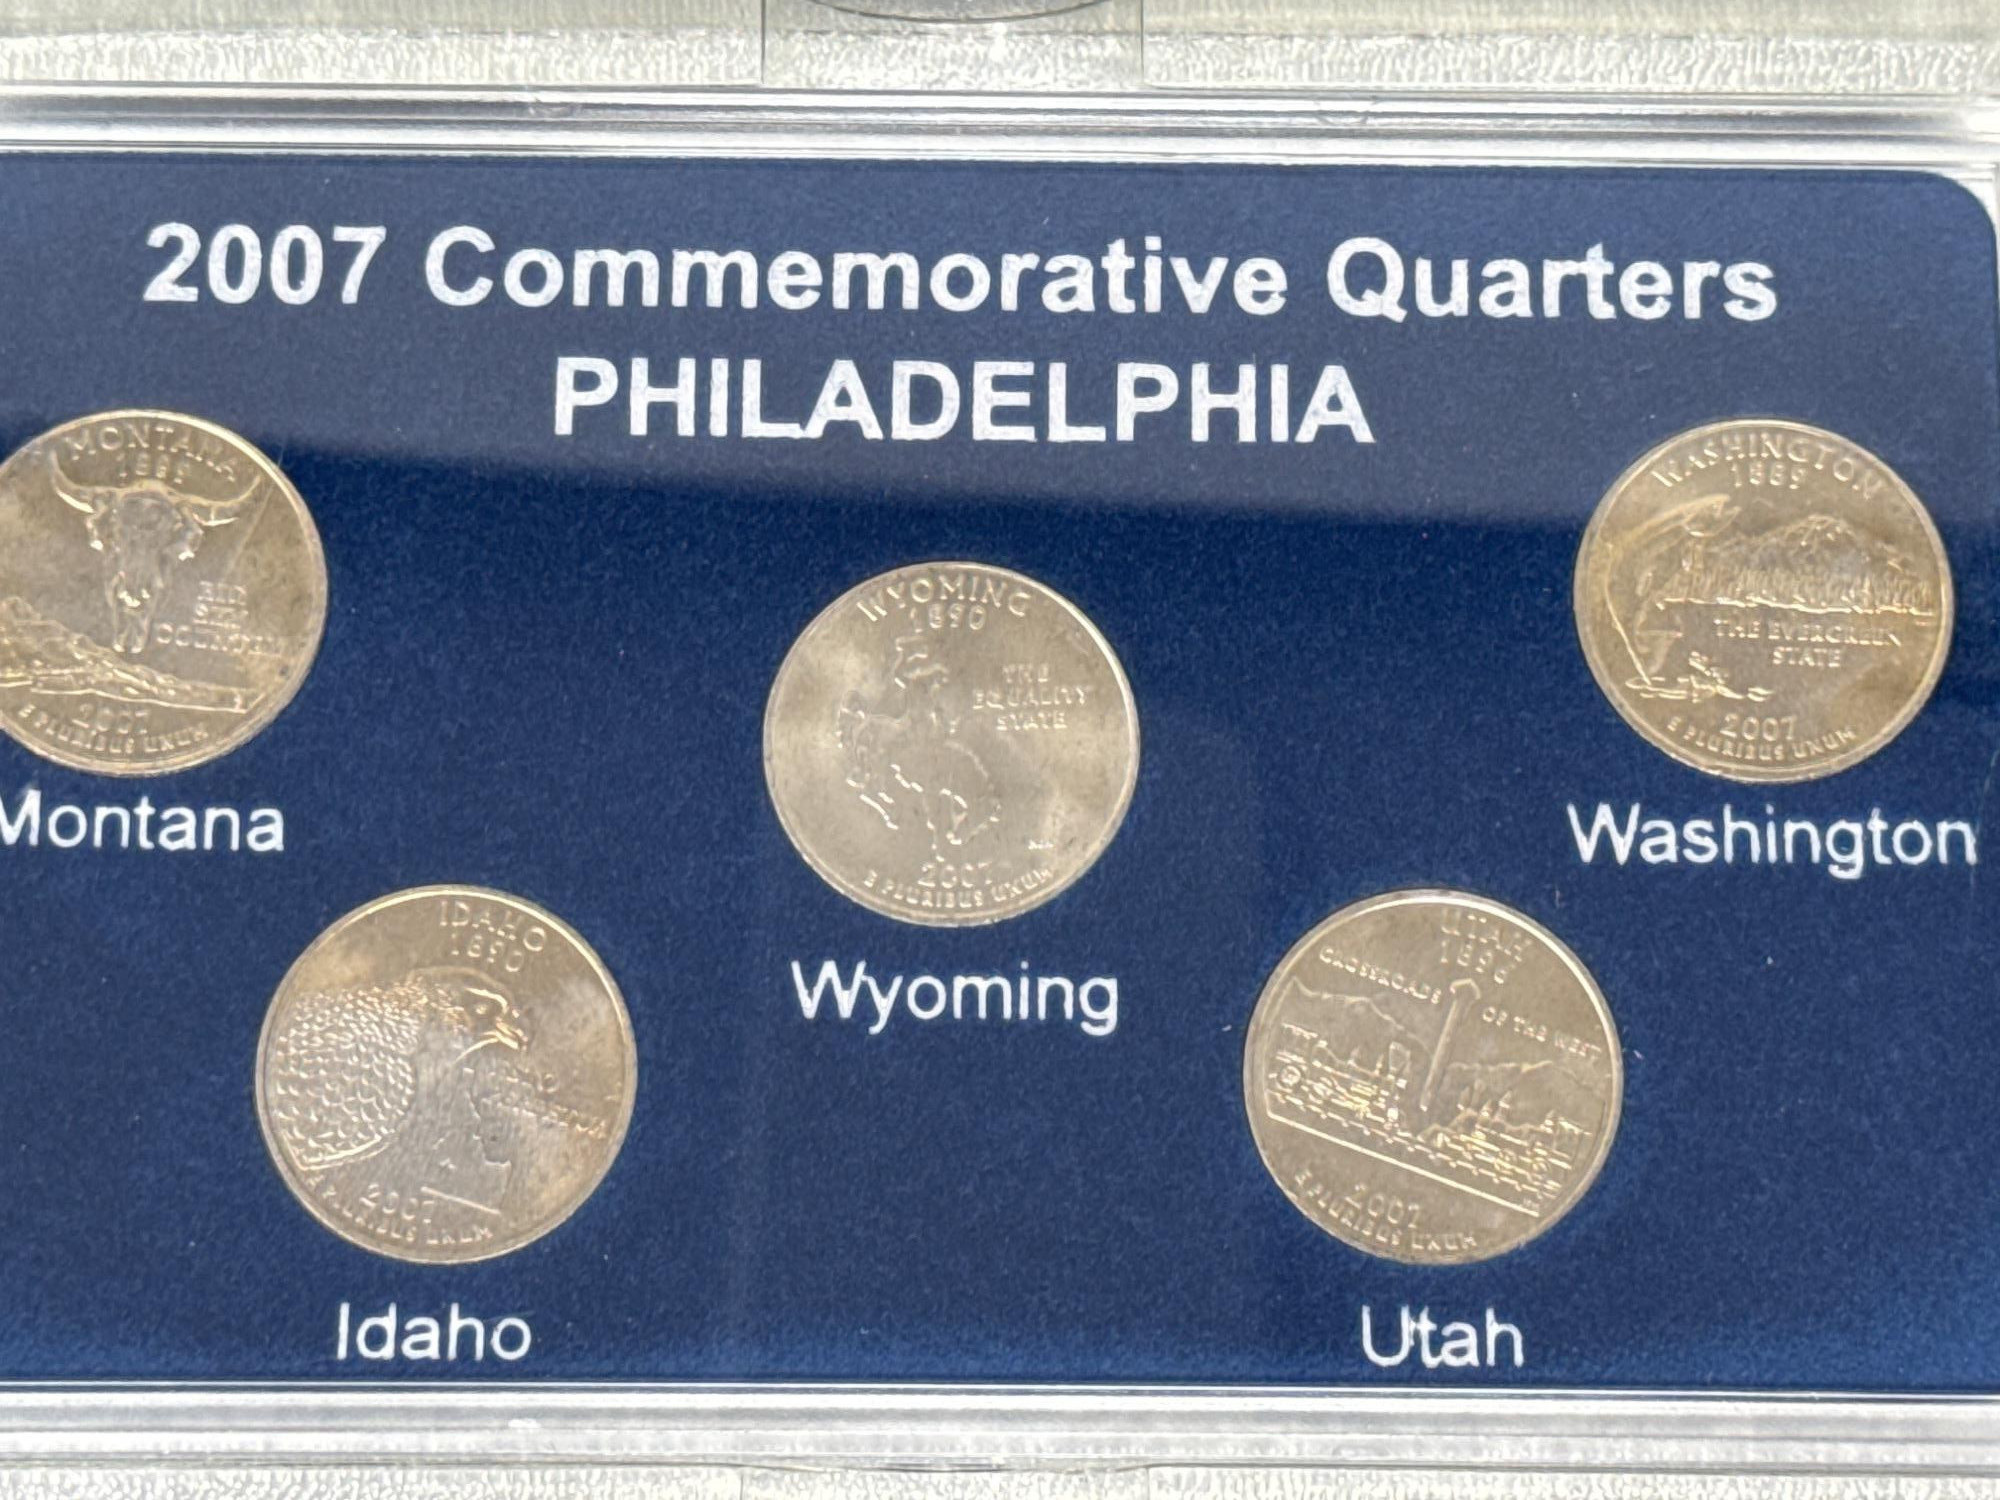 2007 Commemorative Quarters
PHILADELPHIA
MONTANA
1889
BIG
SKY
COUNTRY
2007
E PLURIBUS UNUM
Montana
WYOMING
1890
THE
EQUALITY
STATE
2007
E PLURIBUS UNUM
Wyoming
WASHINGTON
1889
THE EVERGREEN
STATE
2007
E PLURIBUS UNUM
Washington
IDAHO
1890
2007
E PLURIBUS UNUM
Idaho
UTAH
1896
CROSSROADS OF THE WEST
2007
E PLURIBUS UNUM
Utah